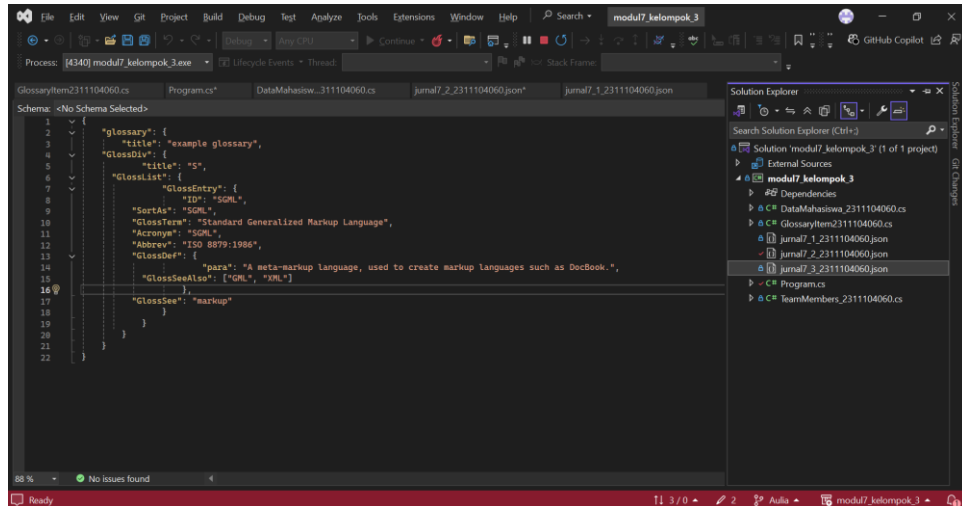 File Edit View Git Project Build Debug Test Analyze Tools Extensions Window Help Search modul7_kelompok_3
Debug Any CPU Continue GitHub Copilot
Process: [4340] modul7_kelompok_3.exe Lifecycle Events Thread: Stack Frame:
GlossaryItem2311104060.cs Program.cs* DataMahasisw...311104060.cs jurnal7_2_2311104060.json* jurnal7_1_2311104060.json
Schema: <No Schema Selected>
1 {
2 "glossary": {
3 "title": "example glossary",
4 "GlossDiv": {
5 "title": "S",
6 "GlossList": {
7 "GlossEntry": {
8 "ID": "SGML",
9 "SortAs": "SGML",
10 "GlossTerm": "Standard Generalized Markup Language",
11 "Acronym": "SGML",
12 "Abbrev": "ISO 8879:1986",
13 "GlossDef": {
14 "para": "A meta-markup language, used to create markup languages such as DocBook.",
15 "GlossSeeAlso": ["GML", "XML"]
16 },
17 "GlossSee": "markup"
18 }
19 }
20 }
21 }
22 }
88 % No issues found
Solution Explorer
Search Solution Explorer (Ctrl+;)
Solution 'modul7_kelompok_3' (1 of 1 project)
External Sources
modul7_kelompok_3
Dependencies
C# DataMahasiswa_2311104060.cs
C# GlossaryItem2311104060.cs
jurnal7_1_2311104060.json
jurnal7_2_2311104060.json
jurnal7_3_2311104060.json
C# Program.cs
C# TeamMembers_2311104060.cs
Solution Explorer
Git Changes
Ready 3 / 0 2 Aulia modul7_kelompok_3